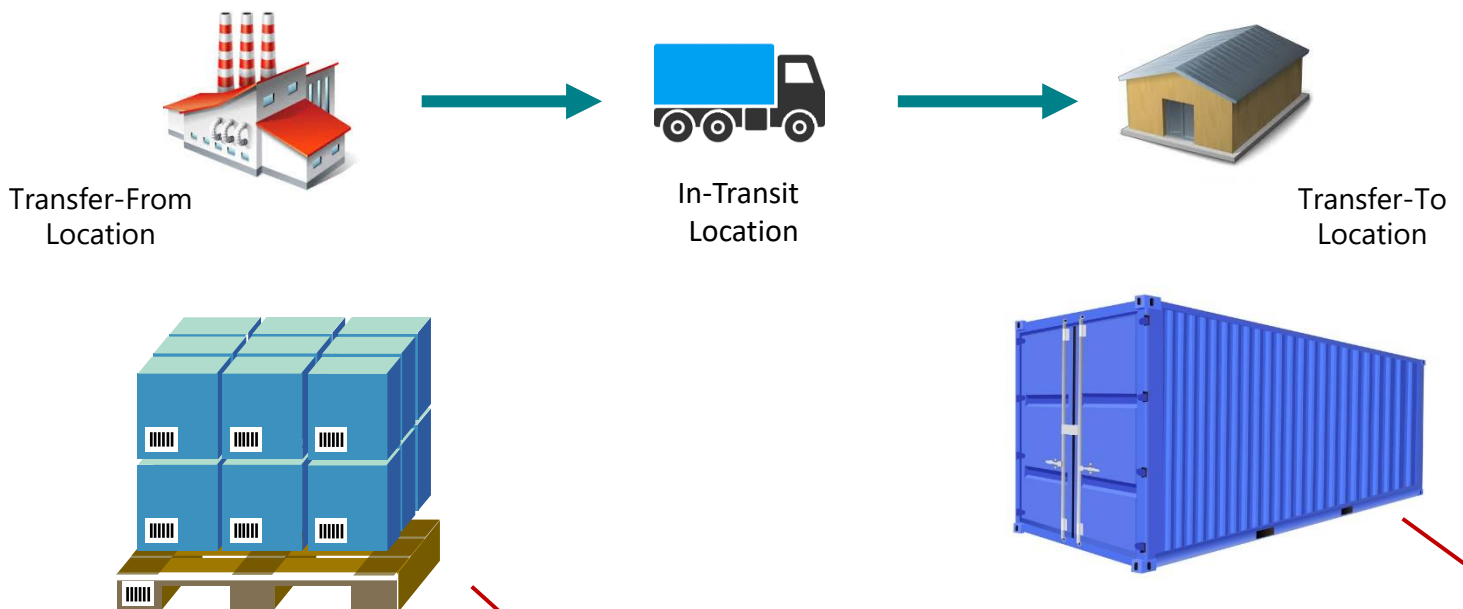 Transfer-From
Location
In-Transit
Location
Transfer-To
Location